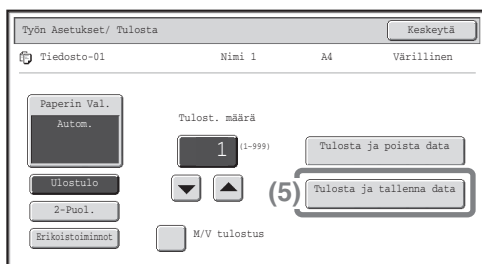 Työn Asetukset/ Tulosta
Keskeytä
Tiedosto-01 Nimi 1 A4 Värillinen
Paperin Val.
Autom.
Tulost. määrä
1 (1-999)
Tulosta ja poista data
Ulostulo
(5) Tulosta ja tallenna data
2-Puol.
Erikoistoiminnot
M/V tulostus